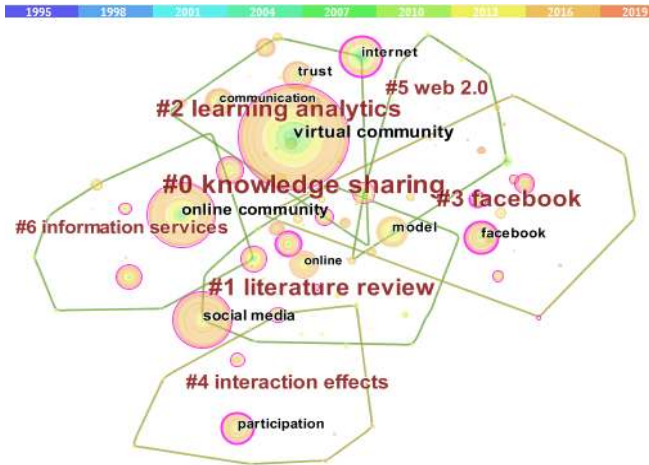 1995 1998 2001 2004 2007 2010 2013 2016 2019
internet
trust
#5 web 2.0
communication
#2 learning analytics
virtual community
#0 knowledge sharing
#3 facebook
online community
#6 information services
model
facebook
online
#1 literature review
social media
#4 interaction effects
participation